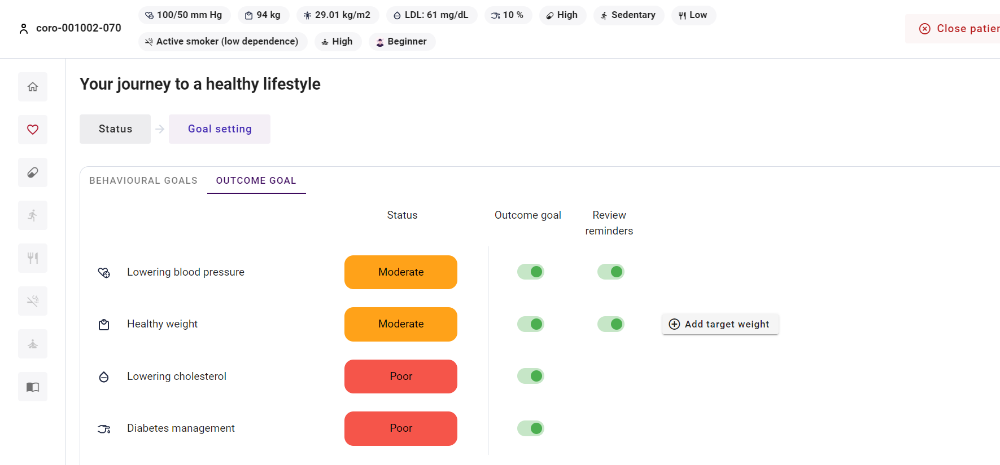 coro-001002-070
100/50 mm Hg
94 kg
29.01 kg/m2
LDL: 61 mg/dL
10 %
High
Sedentary
Low
Active smoker (low dependence)
High
Beginner
Your journey to a healthy lifestyle
Status
Goal setting
BEHAVIOURAL GOALS
OUTCOME GOAL
Status
Outcome goal
Review
reminders
Lowering blood pressure
Moderate
Healthy weight
Moderate
Add target weight
Lowering cholesterol
Poor
Diabetes management
Poor